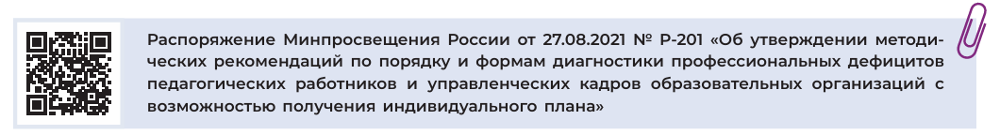 Распоряжение Минпросвещения России от 27.08.2021 № Р-201 «Об утверждении методи-
ческих рекомендаций по порядку и формам диагностики профессиональных дефицитов
педагогических работников и управленческих кадров образовательных организаций с
возможностью получения индивидуального плана»